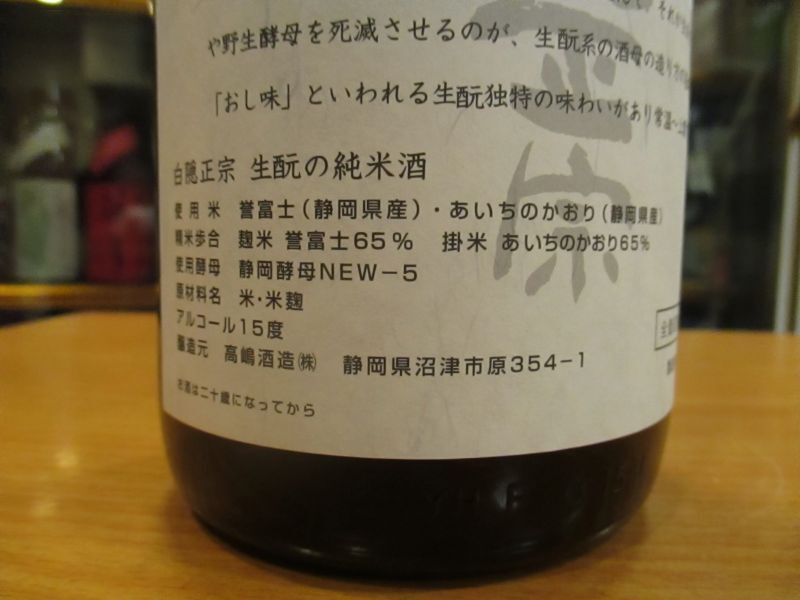 や野生酵母を死滅させるのが、生酛系の酒母の造り方の
「おし味」といわれる生酛独特の味わいがあり常温〜
正宗
白隠正宗 生酛の純米酒
使用米 誉富士(静岡県産)・あいちのかおり(静岡県産)
精米歩合 麹米 誉富士65% 掛米 あいちのかおり65%
使用酵母 静岡酵母NEW-5
原材料名 米・米麹
アルコール15度
醸造元 高嶋酒造㈱ 静岡県沼津市原354-1
お酒は二十歳になってから